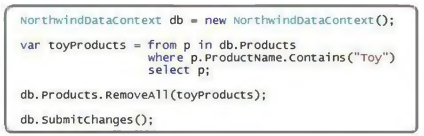 NorthwindDataContext db = new NorthwindDataContext();
var toyProducts = from p in db.Products
where p.ProductName.Contains("Toy")
select p;
db.Products.RemoveAll(toyProducts);
db.SubmitChanges();